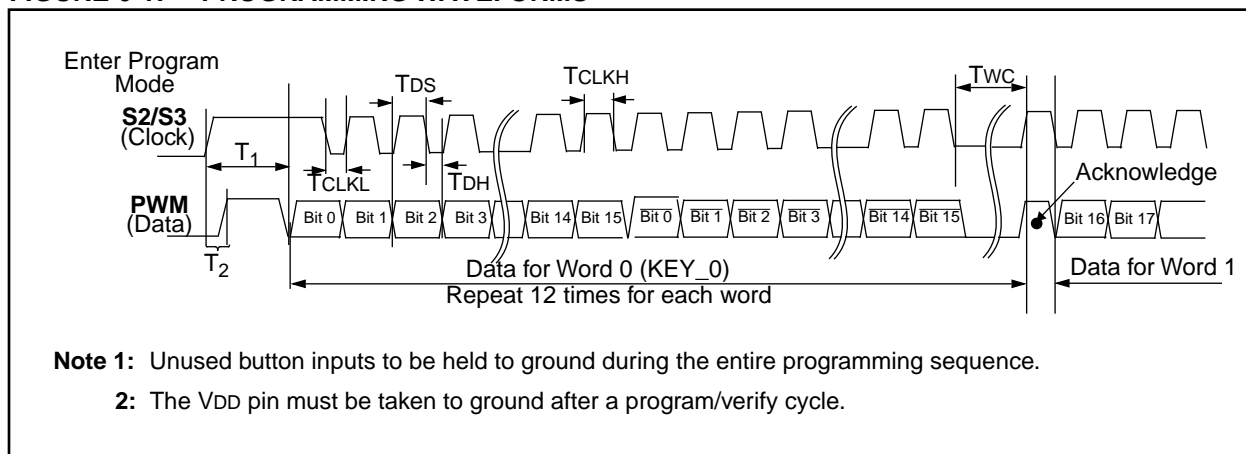 Enter Program
Mode
S2/S3
(Clock)
TDS
TCLKH
TWC
T1
TCLKL
TDH
Acknowledge
PWM
(Data)
Bit 0 Bit 1 Bit 2 Bit 3 Bit 14 Bit 15 Bit 0 Bit 1 Bit 2 Bit 3 Bit 14 Bit 15 Bit 16 Bit 17
T2
Data for Word 0 (KEY_0)
Repeat 12 times for each word
Data for Word 1
Note 1: Unused button inputs to be held to ground during the entire programming sequence.
2: The VDD pin must be taken to ground after a program/verify cycle.